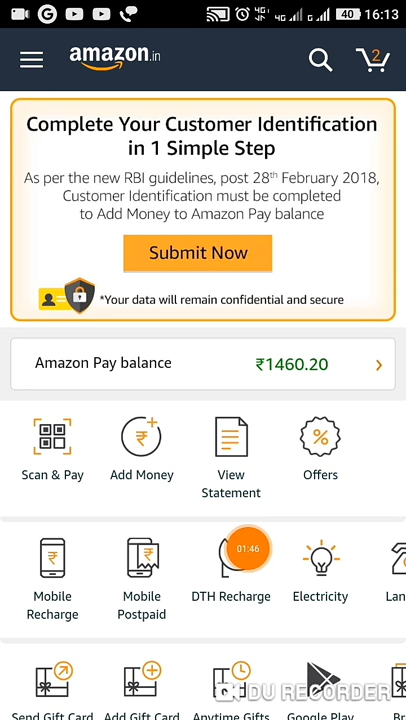 40 16:13
amazon.in
2
Complete Your Customer Identification
in 1 Simple Step
As per the new RBI guidelines, post 28th February 2018,
Customer Identification must be completed
to Add Money to Amazon Pay balance
Submit Now
*Your data will remain confidential and secure
Amazon Pay balance ₹1460.20
Scan & Pay Add Money View Statement Offers
01:46
Mobile Recharge Mobile Postpaid DTH Recharge Electricity Lan
DU RECORDER
Send Gift Card Add Gift Card Anytime Gifts Google Play